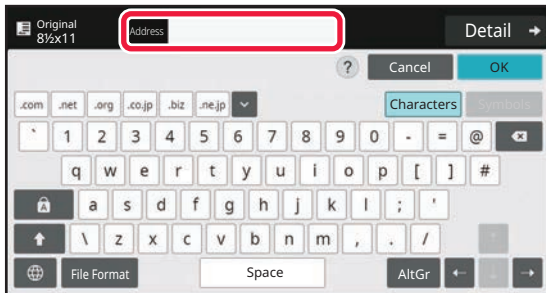 Original
8½x11
Address
Detail
? Cancel OK
.com .net .org .co.jp .biz .ne.jp Characters Symbols
` 1 2 3 4 5 6 7 8 9 0 - = @
q w e r t y u i o p [ ] #
A a s d f g h j k l ; '
\ z x c v b n m , . /
File Format Space AltGr